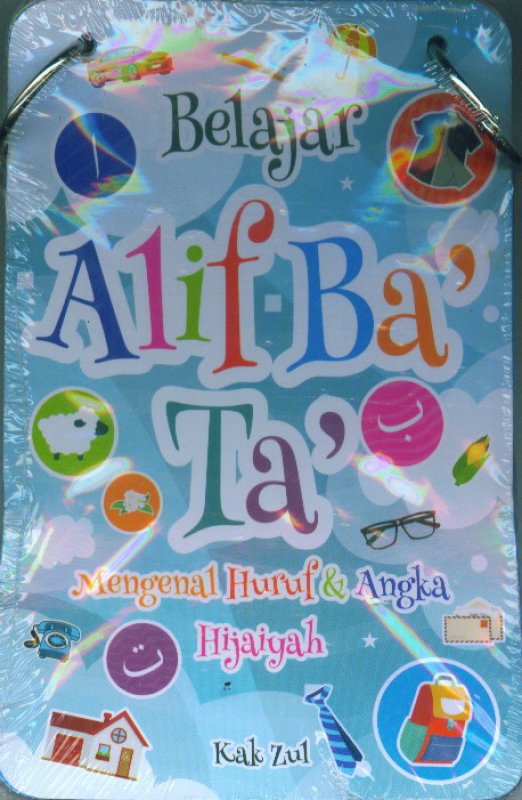 Belajar
ا
Alif Ba'
Ta'
ب
Mengenal Huruf & Angka
Hijaiyah
ت
Kak Zul